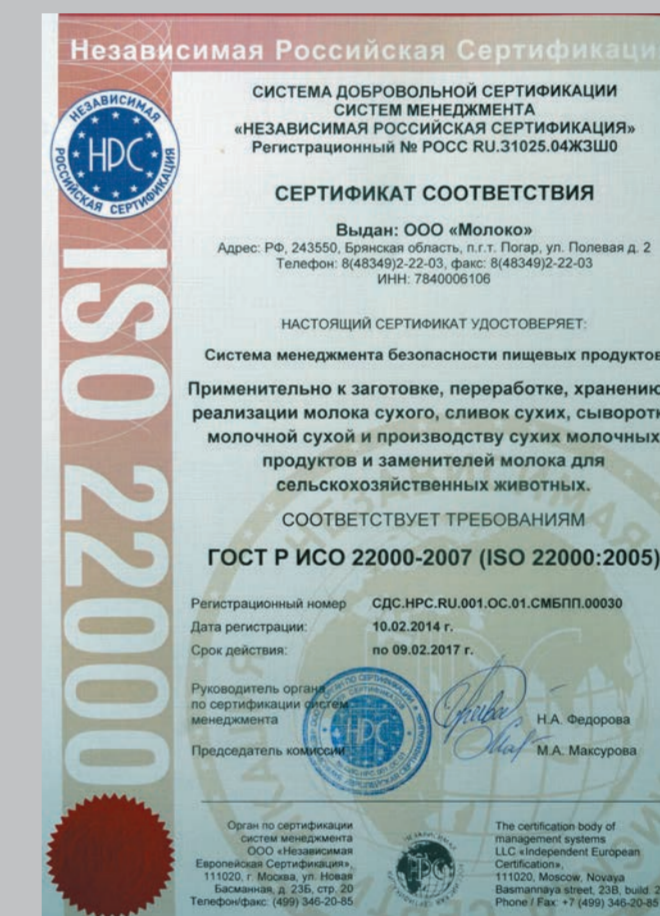 Независимая Российская Сертификаци
НЕЗАВИСИМАЯ
РОССИЙСКАЯ СЕРТИФИКАЦИЯ
НРС
ISO 22000
СИСТЕМА ДОБРОВОЛЬНОЙ СЕРТИФИКАЦИИ
СИСТЕМ МЕНЕДЖМЕНТА
«НЕЗАВИСИМАЯ РОССИЙСКАЯ СЕРТИФИКАЦИЯ»
Регистрационный № РОСС RU.31025.04ЖЗШ0
СЕРТИФИКАТ СООТВЕТСТВИЯ
Выдан: ООО «Молоко»
Адрес: РФ, 243550, Брянская область, п.г.т. Погар, ул. Полевая д. 2
Телефон: 8(48349)2-22-03, факс: 8(48349)2-22-03
ИНН: 7840006106
НАСТОЯЩИЙ СЕРТИФИКАТ УДОСТОВЕРЯЕТ:
Система менеджмента безопасности пищевых продуктов
Применительно к заготовке, переработке, хранению
реализации молока сухого, сливок сухих, сыворотк
молочной сухой и производству сухих молочных
продуктов и заменителей молока для
сельскохозяйственных животных.
СООТВЕТСТВУЕТ ТРЕБОВАНИЯМ
ГОСТ Р ИСО 22000-2007 (ISO 22000:2005)
Регистрационный номер СДС.НРС.RU.001.ОС.01.СМБПП.00030
Дата регистрации: 10.02.2014 г.
Срок действия: по 09.02.2017 г.
Руководитель органа
по сертификации систем
менеджмента
Н.А. Федорова
Председатель комиссии
М.А. Максурова
НРС
Орган по сертификации
систем менеджмента
ООО «Независимая
Европейская Сертификация»,
111020, г. Москва, ул. Новая
Басманная, д. 23Б, стр. 20
Телефон/факс: (499) 346-20-85
НРС
The certification body of
management systems
LLC «Independent European
Certification»,
111020, Moscow, Novaya
Basmannaya street, 23B, build. 2
Phone / Fax: +7 (499) 346-20-85